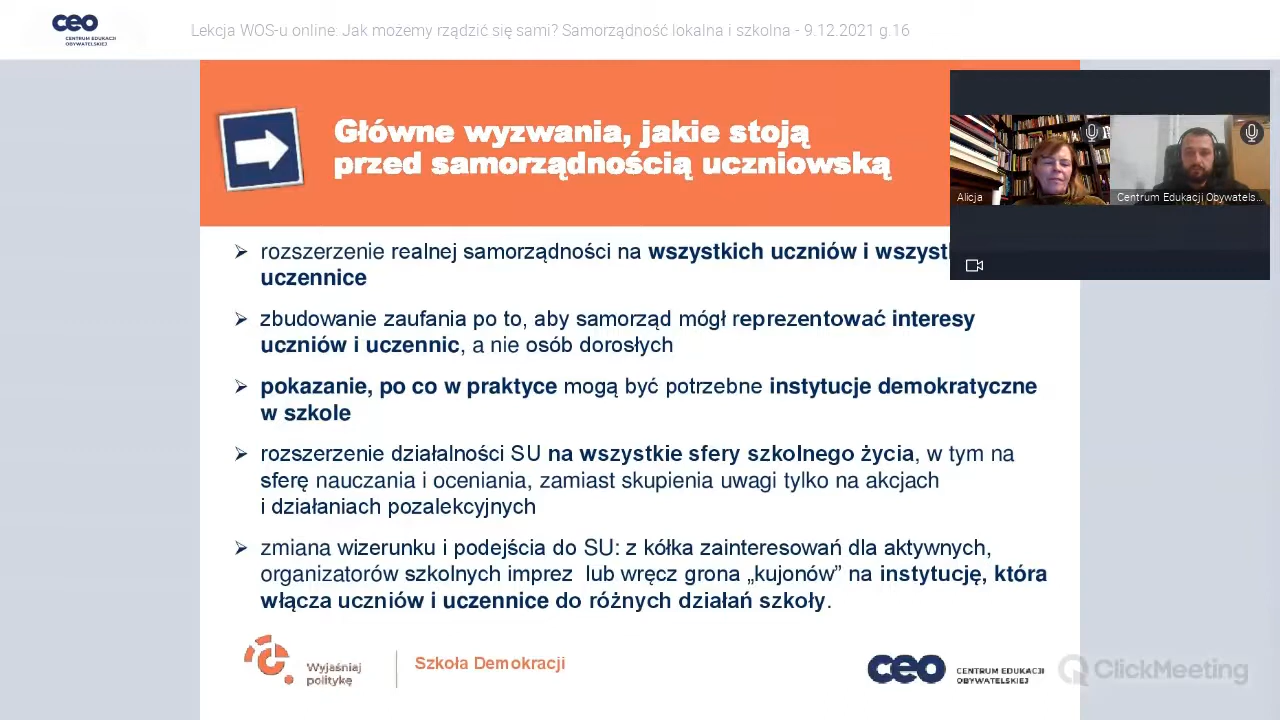 ceo
CENTRUM EDUKACJI
OBYWATELSKIEJ
Lekcja WOS-u online: Jak możemy rządzić się sami? Samorządność lokalna i szkolna - 9.12.2021 g.16
Główne wyzwania, jakie stoją
przed samorządnością uczniowską
Alicja
Centrum Edukacji Obywatels...
rozszerzenie realnej samorządności na wszystkich uczniów i
uczennice
zbudowanie zaufania po to, aby samorząd mógł reprezentować interesy
uczniów i uczennic, a nie osób dorosłych
pokazanie, po co w praktyce mogą być potrzebne instytucje demokratyczne
w szkole
rozszerzenie działalności SU na wszystkie sfery szkolnego życia, w tym na
sferę nauczania i oceniania, zamiast skupienia uwagi tylko na akcjach
i działaniach pozalekcyjnych
zmiana wizerunku i podejścia do SU: z kółka zainteresowań dla aktywnych,
organizatorów szkolnych imprez lub wręcz grona „kujonów” na instytucję, która
włącza uczniów i uczennice do różnych działań szkoły.
Wyjaśniaj
politykę
Szkoła Demokracji
ceo
CENTRUM EDUKACJI
OBYWATELSKIEJ
ClickMeeting